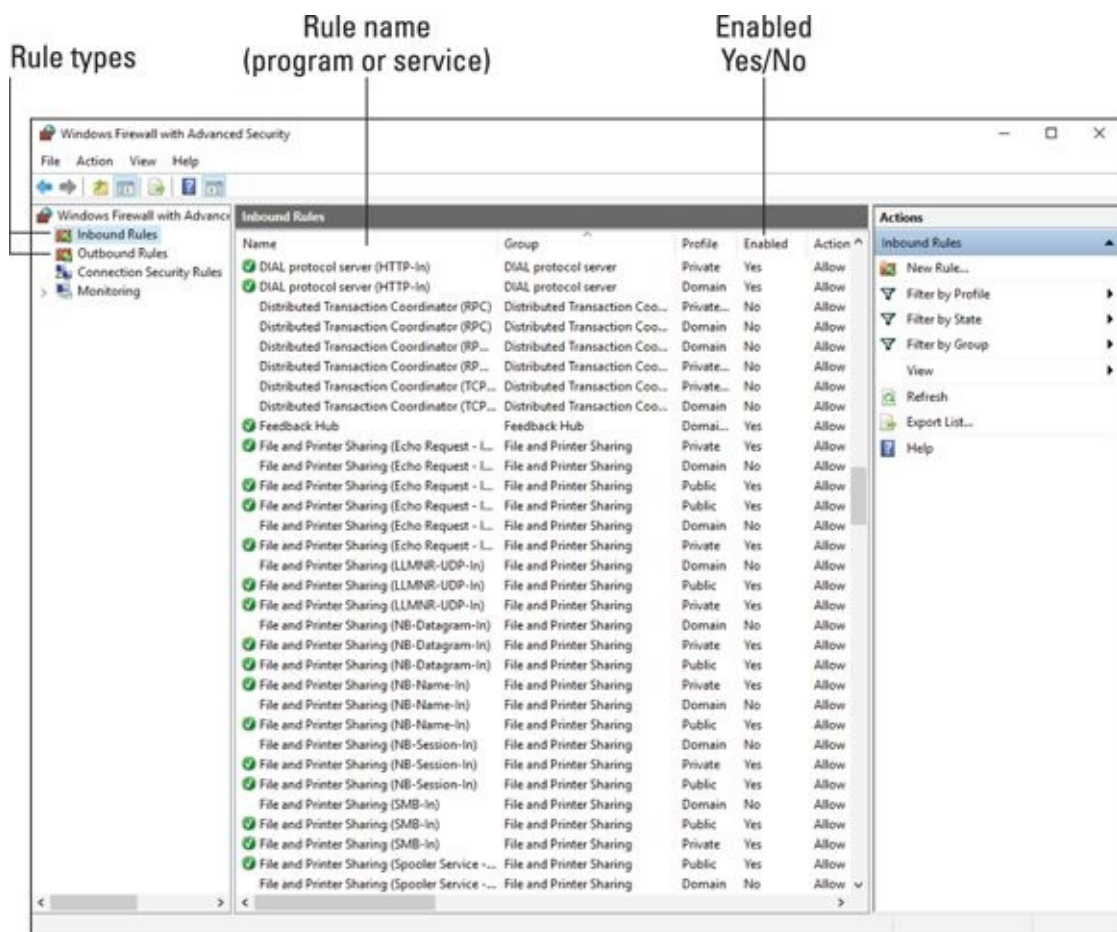 Rule types
Rule name
(program or service)
Enabled
Yes/No
Windows Firewall with Advanced Security
File Action View Help
Windows Firewall with Advance
Inbound Rules
Outbound Rules
Connection Security Rules
Monitoring
Inbound Rules
Name Group Profile Enabled Action
DIAL protocol server (HTTP-In) DIAL protocol server Private Yes Allow
DIAL protocol server (HTTP-In) DIAL protocol server Domain Yes Allow
Distributed Transaction Coordinator (RPC) Distributed Transaction Coo... Private... No Allow
Distributed Transaction Coordinator (RPC) Distributed Transaction Coo... Domain No Allow
Distributed Transaction Coordinator (RP... Distributed Transaction Coo... Domain No Allow
Distributed Transaction Coordinator (RP... Distributed Transaction Coo... Private... No Allow
Distributed Transaction Coordinator (TCP... Distributed Transaction Coo... Private... No Allow
Distributed Transaction Coordinator (TCP... Distributed Transaction Coo... Domain No Allow
Feedback Hub Feedback Hub Domai... Yes Allow
File and Printer Sharing (Echo Request - I... File and Printer Sharing Private Yes Allow
File and Printer Sharing (Echo Request - I... File and Printer Sharing Domain No Allow
File and Printer Sharing (Echo Request - I... File and Printer Sharing Public Yes Allow
File and Printer Sharing (Echo Request - I... File and Printer Sharing Public Yes Allow
File and Printer Sharing (Echo Request - I... File and Printer Sharing Domain No Allow
File and Printer Sharing (Echo Request - I... File and Printer Sharing Private Yes Allow
File and Printer Sharing (LLMNR-UDP-In) File and Printer Sharing Domain No Allow
File and Printer Sharing (LLMNR-UDP-In) File and Printer Sharing Public Yes Allow
File and Printer Sharing (LLMNR-UDP-In) File and Printer Sharing Private Yes Allow
File and Printer Sharing (NB-Datagram-In) File and Printer Sharing Domain No Allow
File and Printer Sharing (NB-Datagram-In) File and Printer Sharing Private Yes Allow
File and Printer Sharing (NB-Datagram-In) File and Printer Sharing Public Yes Allow
File and Printer Sharing (NB-Name-In) File and Printer Sharing Private Yes Allow
File and Printer Sharing (NB-Name-In) File and Printer Sharing Domain No Allow
File and Printer Sharing (NB-Name-In) File and Printer Sharing Public Yes Allow
File and Printer Sharing (NB-Session-In) File and Printer Sharing Domain No Allow
File and Printer Sharing (NB-Session-In) File and Printer Sharing Private Yes Allow
File and Printer Sharing (NB-Session-In) File and Printer Sharing Public Yes Allow
File and Printer Sharing (SMB-In) File and Printer Sharing Domain No Allow
File and Printer Sharing (SMB-In) File and Printer Sharing Public Yes Allow
File and Printer Sharing (SMB-In) File and Printer Sharing Private Yes Allow
File and Printer Sharing (Spooler Service -... File and Printer Sharing Public Yes Allow
File and Printer Sharing (Spooler Service -... File and Printer Sharing Domain No Allow
Actions
Inbound Rules
New Rule...
Filter by Profile
Filter by State
Filter by Group
View
Refresh
Export List...
Help